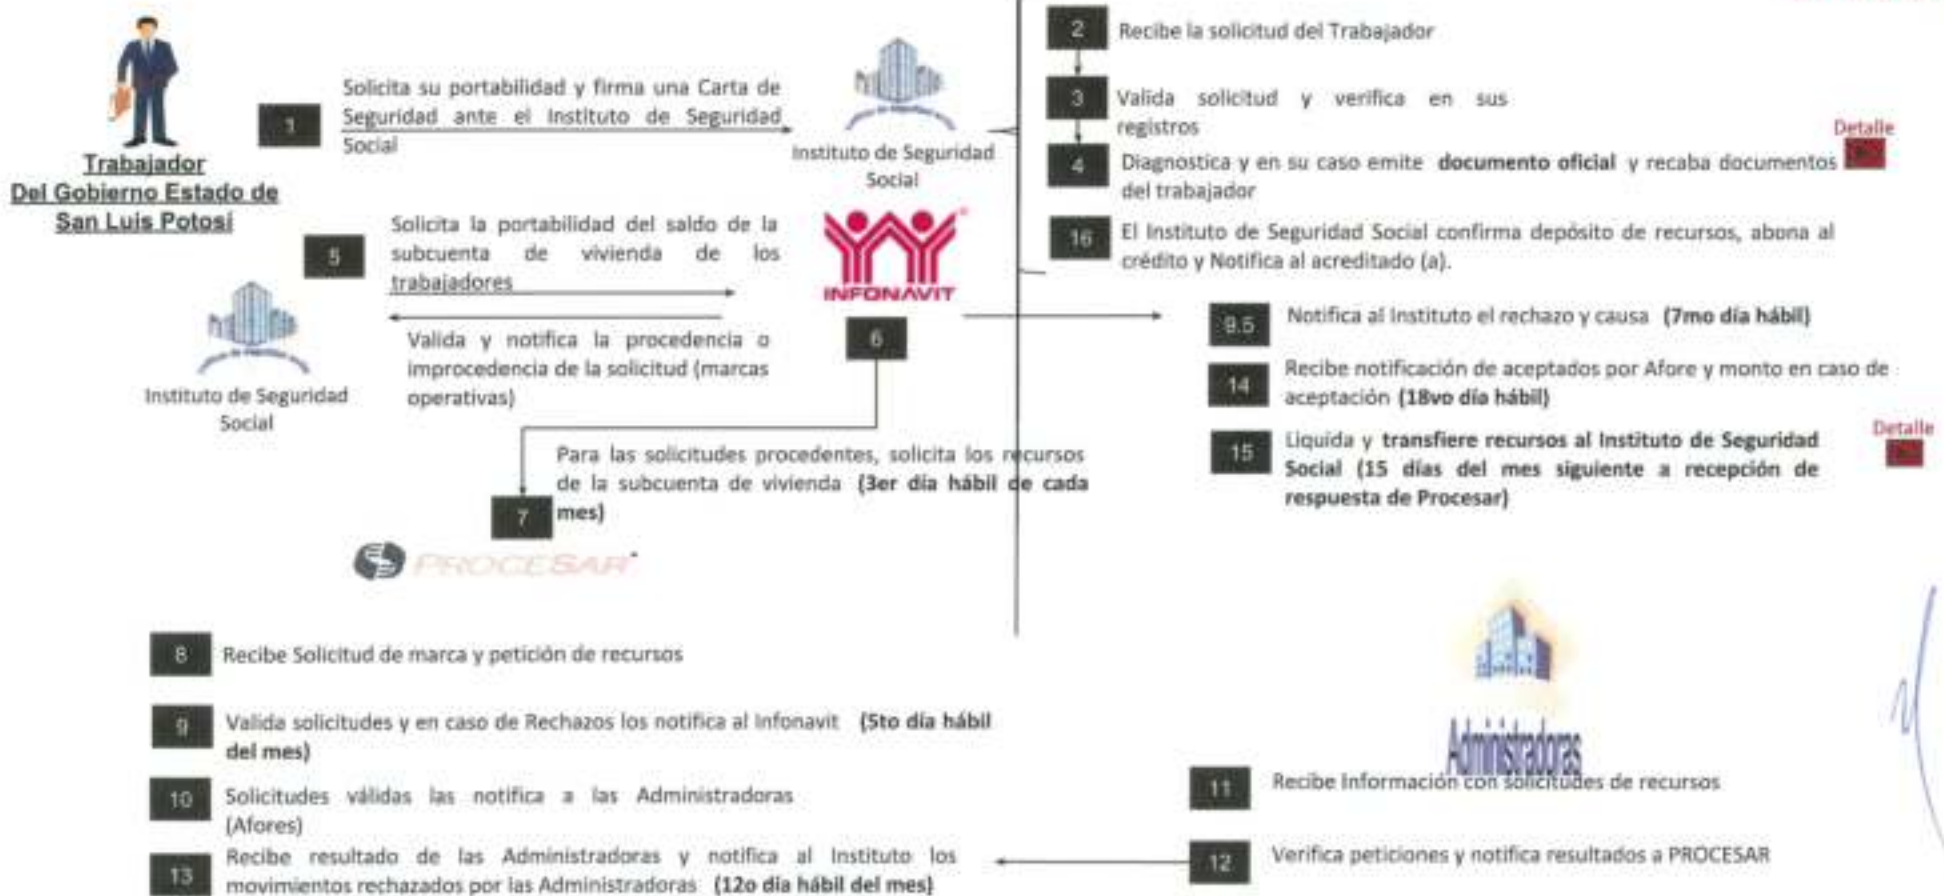 Trabajador
Del Gobierno Estado de
San Luis Potosí
1
Solicita su portabilidad y firma una Carta de
Seguridad ante el Instituto de Seguridad
Social
Instituto de Seguridad
Social
2
Recibe la solicitud del Trabajador
3
Valida solicitud y verifica en sus
registros
Detalle
4
Diagnostica y en su caso emite documento oficial y recaba documentos
del trabajador
16
El Instituto de Seguridad Social confirma depósito de recursos, abona al
crédito y Notifica al acreditado (a).
5
Solicita la portabilidad del saldo de la
subcuenta de vivienda de los
trabajadores
INFONAVIT
Instituto de Seguridad
Social
Valida y notifica la procedencia o
improcedencia de la solicitud (marcas
operativas)
6
9.5
Notifica al Instituto el rechazo y causa (7mo día hábil)
14
Recibe notificación de aceptados por Afore y monto en caso de
aceptación (18vo día hábil)
15
Liquida y transfiere recursos al Instituto de Seguridad
Social (15 días del mes siguiente a recepción de
respuesta de Procesar)
Detalle
Para las solicitudes procedentes, solicita los recursos
de la subcuenta de vivienda (3er día hábil de cada
mes)
7
PROCESAR
8
Recibe Solicitud de marca y petición de recursos
9
Valida solicitudes y en caso de Rechazos los notifica al Infonavit (5to día hábil
del mes)
10
Solicitudes válidas las notifica a las Administradoras
(Afores)
13
Recibe resultado de las Administradoras y notifica al Instituto los
movimientos rechazados por las Administradoras (12o día hábil del mes)
Administradoras
11
Recibe Información con solicitudes de recursos
12
Verifica peticiones y notifica resultados a PROCESAR